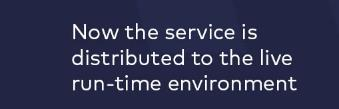 Now the service is
distributed to the live
run-time environment